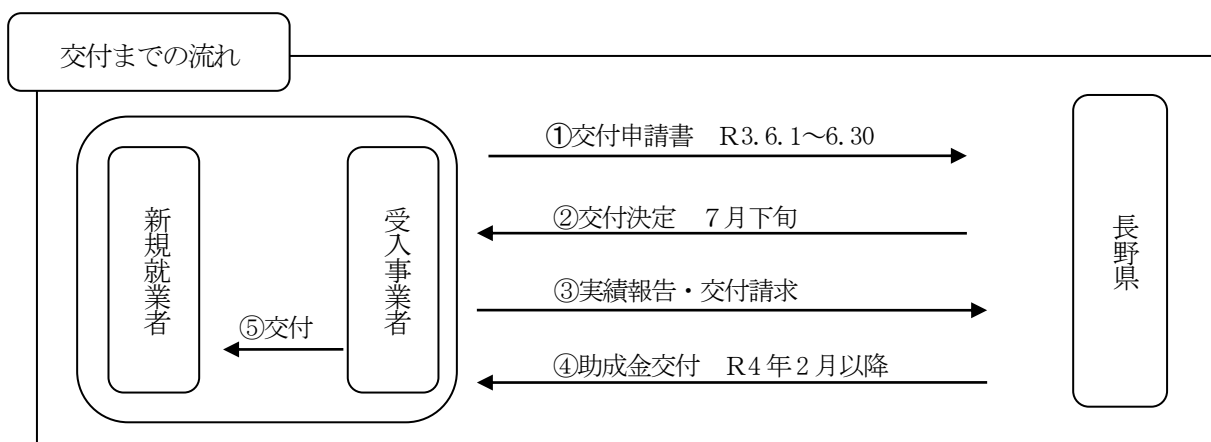 交付までの流れ
①交付申請書　R3.6.1～6.30
②交付決定　７月下旬
③実績報告・交付請求
④助成金交付　R4年２月以降
⑤交付
新規就業者
受入事業者
長野県